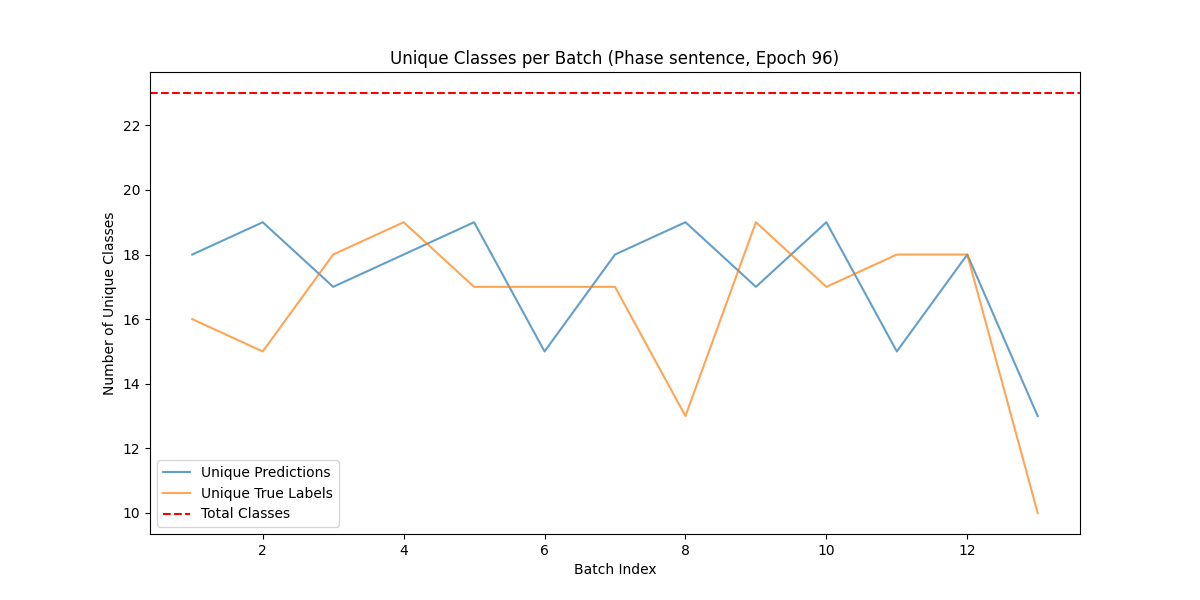 Unique Classes per Batch (Phase sentence, Epoch 96)
Number of Unique Classes
22
20
18
16
14
12
10
Unique Predictions
Unique True Labels
Total Classes
2 4 6 8 10 12
Batch Index